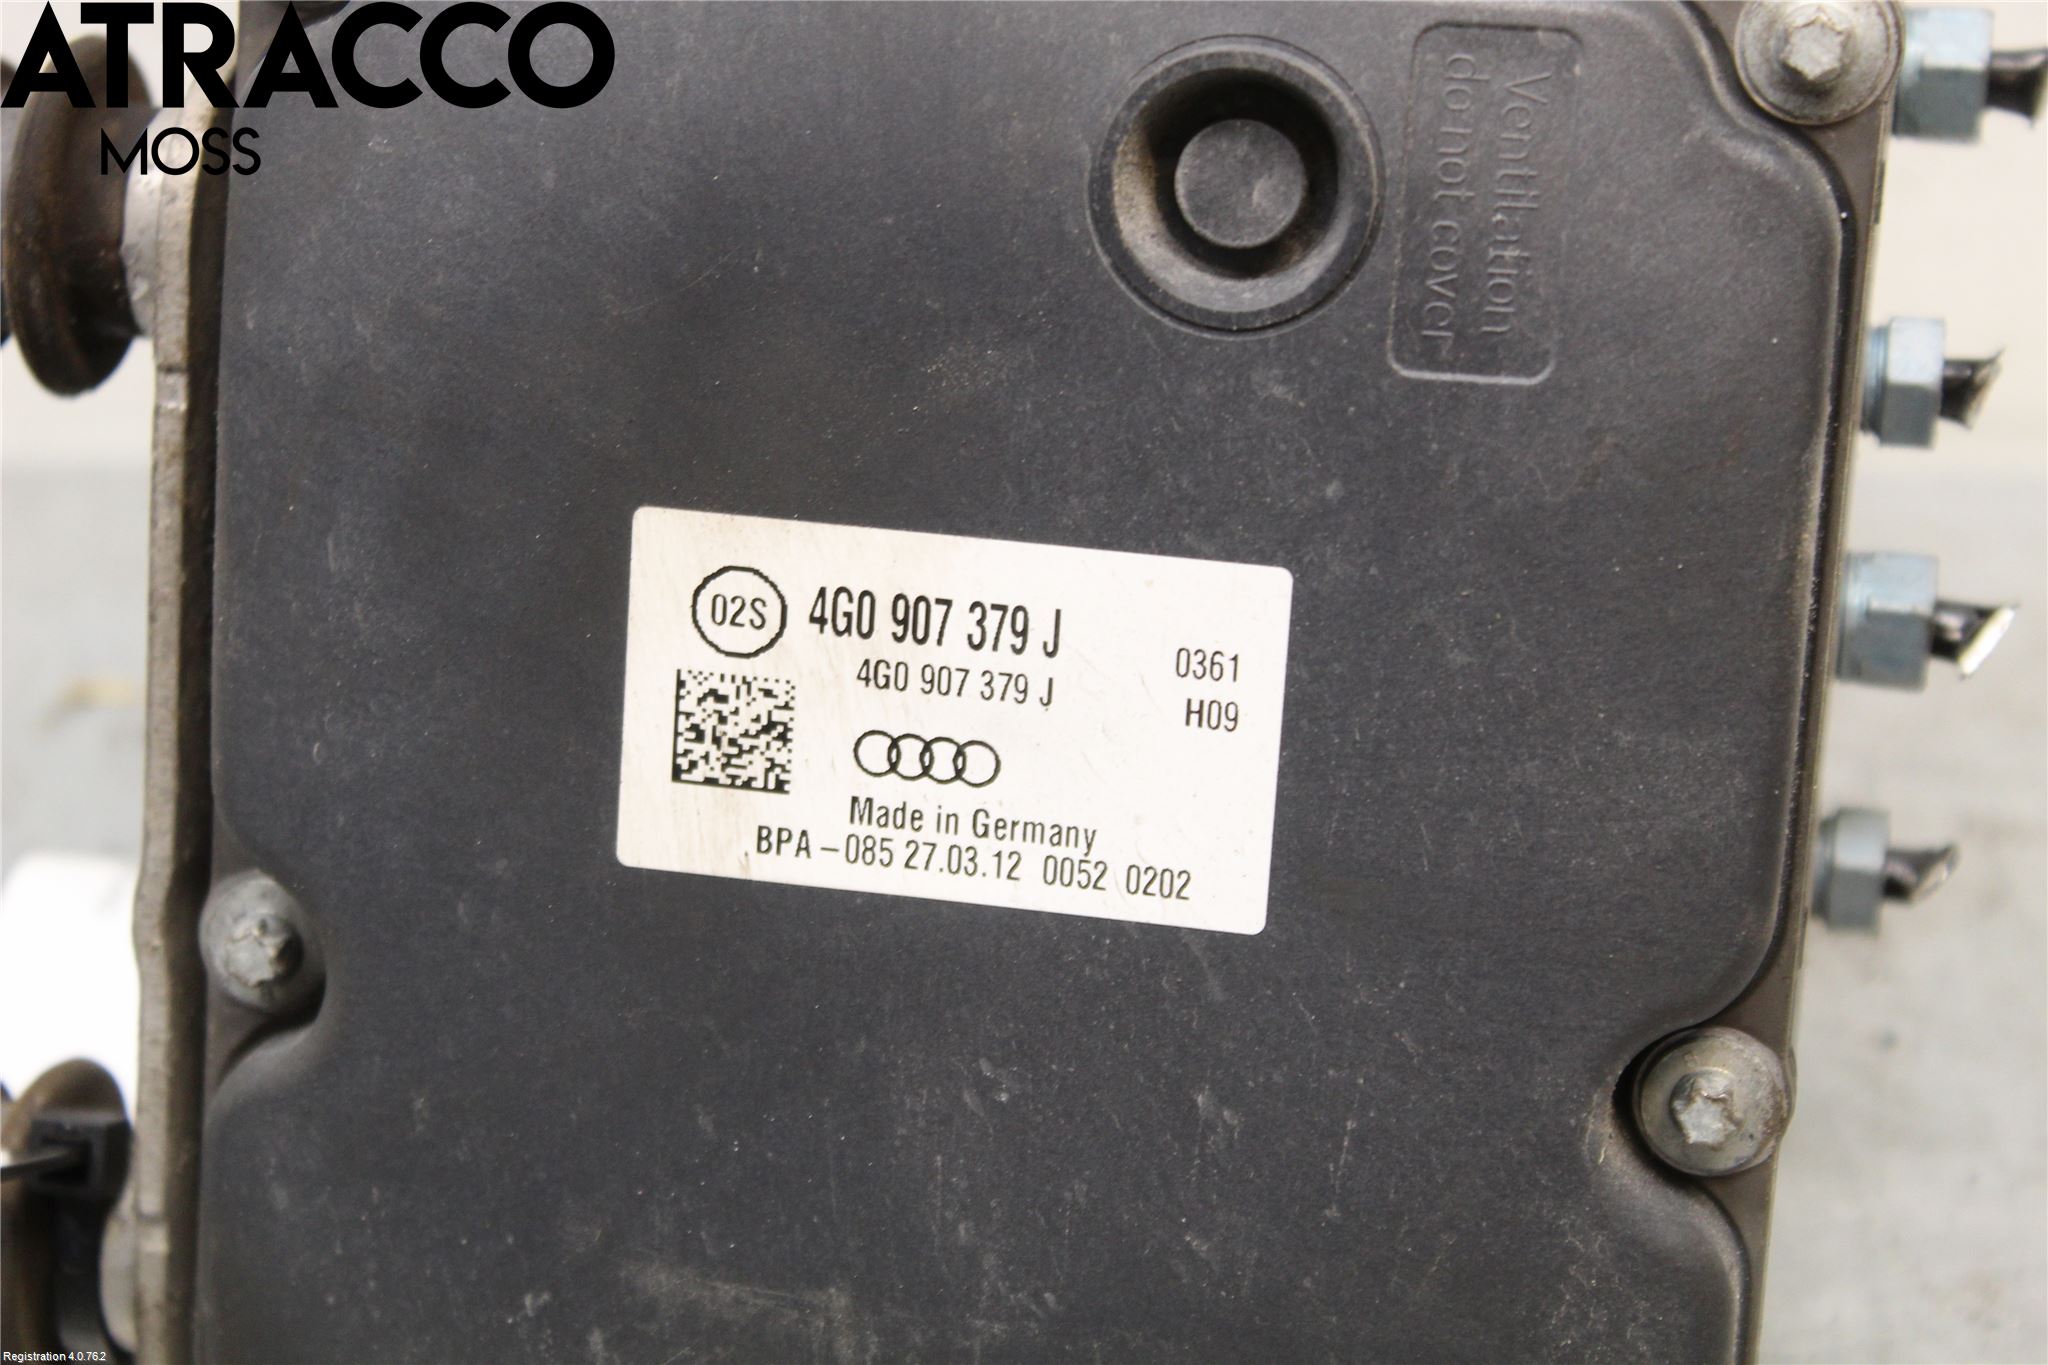 ATRACCO
MOSS
Ventilation
do not cover
02S 4G0 907 379 J
4G0 907 379 J
0361
H09
Made in Germany
BPA-085 27.03.12 0052 0202
Registration 4.0.76.2